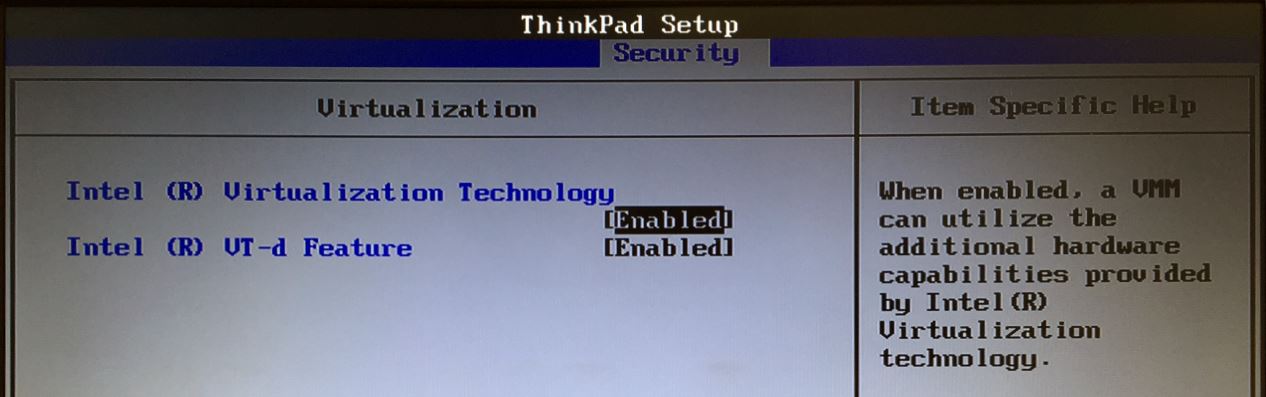 ThinkPad Setup
Security
Virtualization
Intel (R) Virtualization Technology
[Enabled]
Intel (R) VT-d Feature [Enabled]
Item Specific Help
When enabled, a VMM
can utilize the
additional hardware
capabilities provided
by Intel(R)
Virtualization
technology.